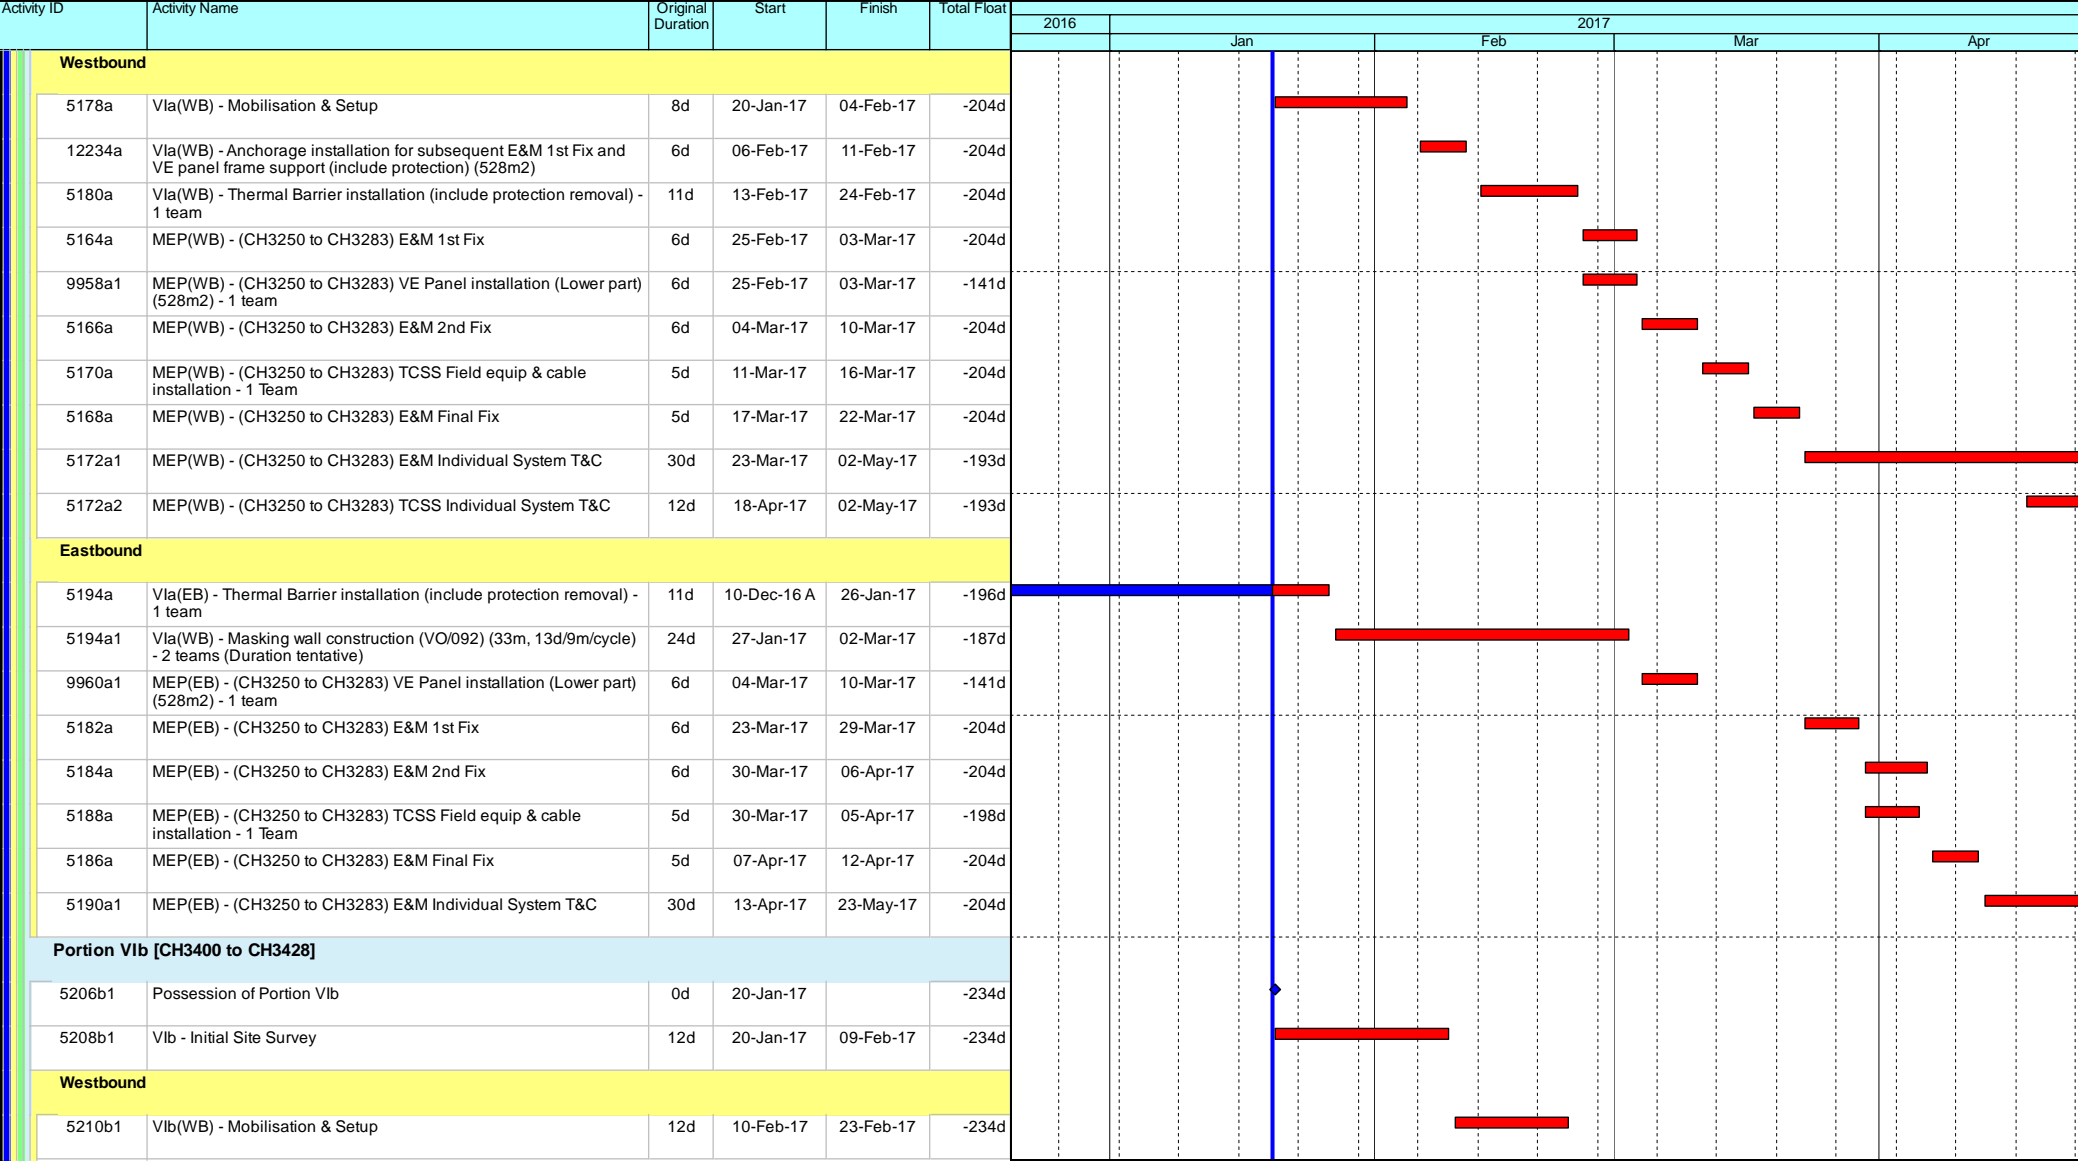 Activity ID Activity Name Original Duration Start Finish Total Float
2016 2017
Jan Feb Mar Apr
Westbound
5178a VIa(WB) - Mobilisation & Setup 8d 20-Jan-17 04-Feb-17 -204d
12234a VIa(WB) - Anchorage installation for subsequent E&M 1st Fix and 6d 06-Feb-17 11-Feb-17 -204d
VE panel frame support (include protection) (528m2)
5180a VIa(WB) - Thermal Barrier installation (include protection removal) - 11d 13-Feb-17 24-Feb-17 -204d
1 team
5164a MEP(WB) - (CH3250 to CH3283) E&M 1st Fix 6d 25-Feb-17 03-Mar-17 -204d
9958a1 MEP(WB) - (CH3250 to CH3283) VE Panel installation (Lower part) 6d 25-Feb-17 03-Mar-17 -141d
(528m2) - 1 team
5166a MEP(WB) - (CH3250 to CH3283) E&M 2nd Fix 6d 04-Mar-17 10-Mar-17 -204d
5170a MEP(WB) - (CH3250 to CH3283) TCSS Field equip & cable 5d 11-Mar-17 16-Mar-17 -204d
installation - 1 Team
5168a MEP(WB) - (CH3250 to CH3283) E&M Final Fix 5d 17-Mar-17 22-Mar-17 -204d
5172a1 MEP(WB) - (CH3250 to CH3283) E&M Individual System T&C 30d 23-Mar-17 02-May-17 -193d
5172a2 MEP(WB) - (CH3250 to CH3283) TCSS Individual System T&C 12d 18-Apr-17 02-May-17 -193d
Eastbound
5194a VIa(EB) - Thermal Barrier installation (include protection removal) - 11d 10-Dec-16 A 26-Jan-17 -196d
1 team
5194a1 VIa(WB) - Masking wall construction (VO/092) (33m, 13d/9m/cycle) 24d 27-Jan-17 02-Mar-17 -187d
- 2 teams (Duration tentative)
9960a1 MEP(EB) - (CH3250 to CH3283) VE Panel installation (Lower part) 6d 04-Mar-17 10-Mar-17 -141d
(528m2) - 1 team
5182a MEP(EB) - (CH3250 to CH3283) E&M 1st Fix 6d 23-Mar-17 29-Mar-17 -204d
5184a MEP(EB) - (CH3250 to CH3283) E&M 2nd Fix 6d 30-Mar-17 06-Apr-17 -204d
5188a MEP(EB) - (CH3250 to CH3283) TCSS Field equip & cable 5d 30-Mar-17 05-Apr-17 -198d
installation - 1 Team
5186a MEP(EB) - (CH3250 to CH3283) E&M Final Fix 5d 07-Apr-17 12-Apr-17 -204d
5190a1 MEP(EB) - (CH3250 to CH3283) E&M Individual System T&C 30d 13-Apr-17 23-May-17 -204d
Portion VIb [CH3400 to CH3428]
5206b1 Possession of Portion VIb 0d 20-Jan-17 -234d
5208b1 VIb - Initial Site Survey 12d 20-Jan-17 09-Feb-17 -234d
Westbound
5210b1 VIb(WB) - Mobilisation & Setup 12d 10-Feb-17 23-Feb-17 -234d